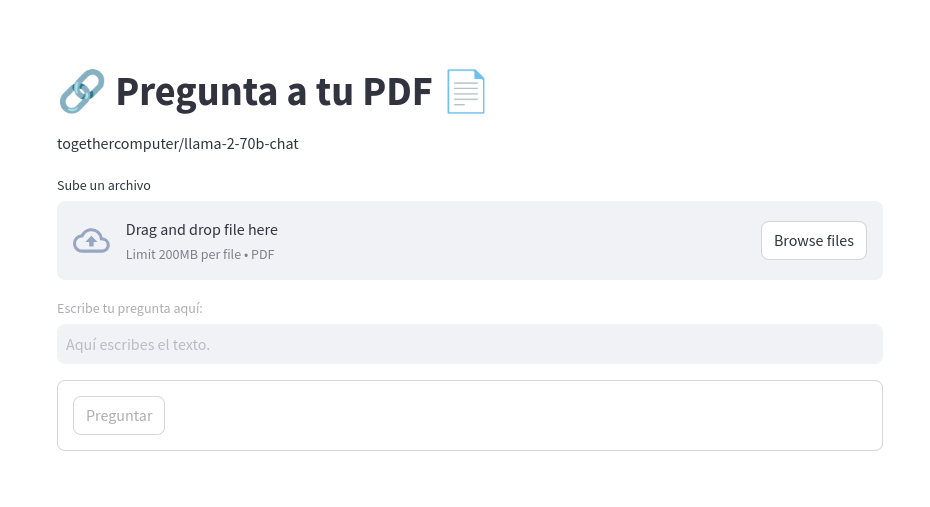 🔗 Pregunta a tu PDF 📄
togethercomputer/llama-2-70b-chat
Sube un archivo
Drag and drop file here
Limit 200MB per file • PDF
Browse files
Escribe tu pregunta aquí:
Aquí escribes el texto.
Preguntar